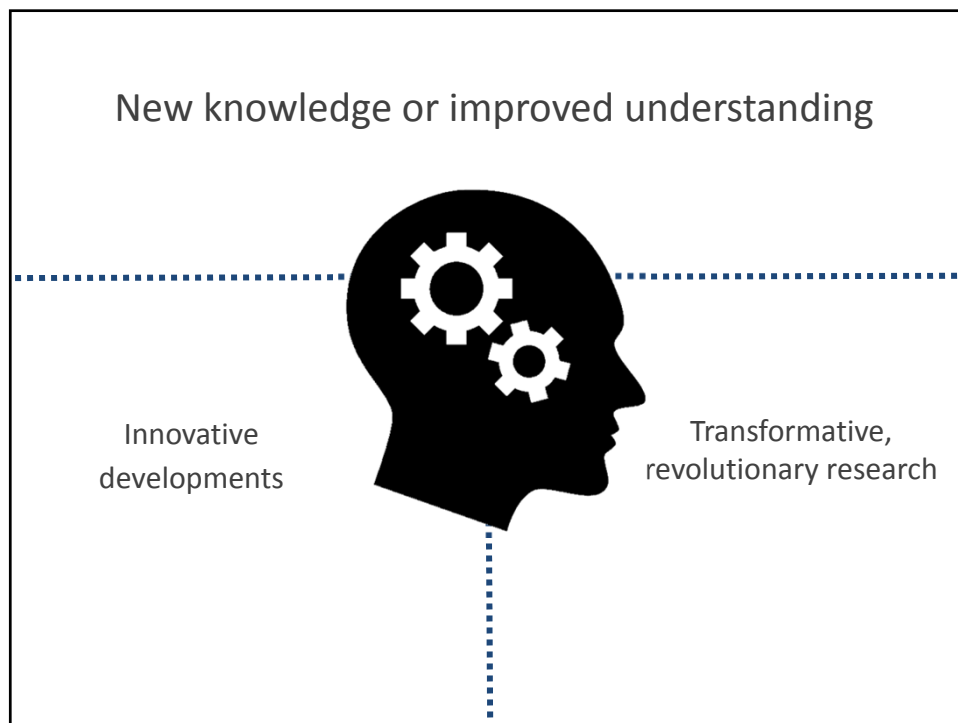 New knowledge or improved understanding
Innovative
developments
Transformative,
revolutionary research